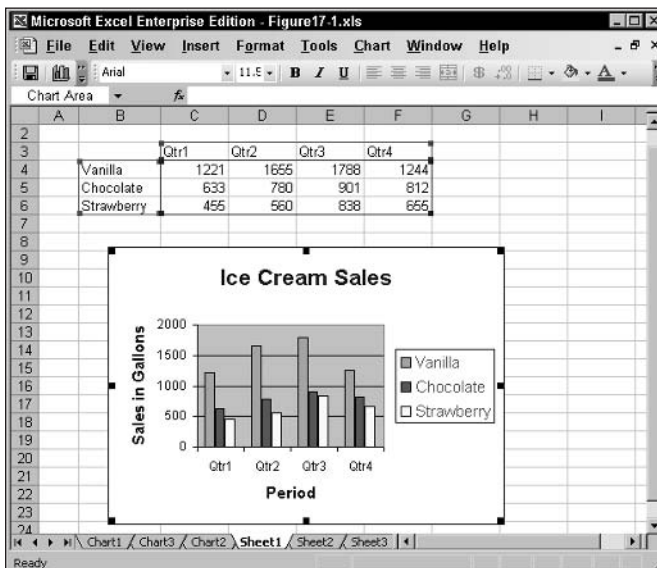 Microsoft Excel Enterprise Edition - Figure17-1.xls
File Edit View Insert Format Tools Chart Window Help
Arial 11.5 B I U
Chart Area fx
A B C D E F G H I
2
3 Qtr1 Qtr2 Qtr3 Qtr4
4 Vanilla 1221 1655 1788 1244
5 Chocolate 633 780 901 812
6 Strawberry 455 560 838 655
7
8
9
10
11
12
13
14
15
16
17
18
19
20
21
22
23
24
Ice Cream Sales
Sales in Gallons
2000
1500
1000
500
0
Qtr1 Qtr2 Qtr3 Qtr4
Period
Vanilla
Chocolate
Strawberry
Chart1 Chart3 Chart2 Sheet1 Sheet2 Sheet3
Ready